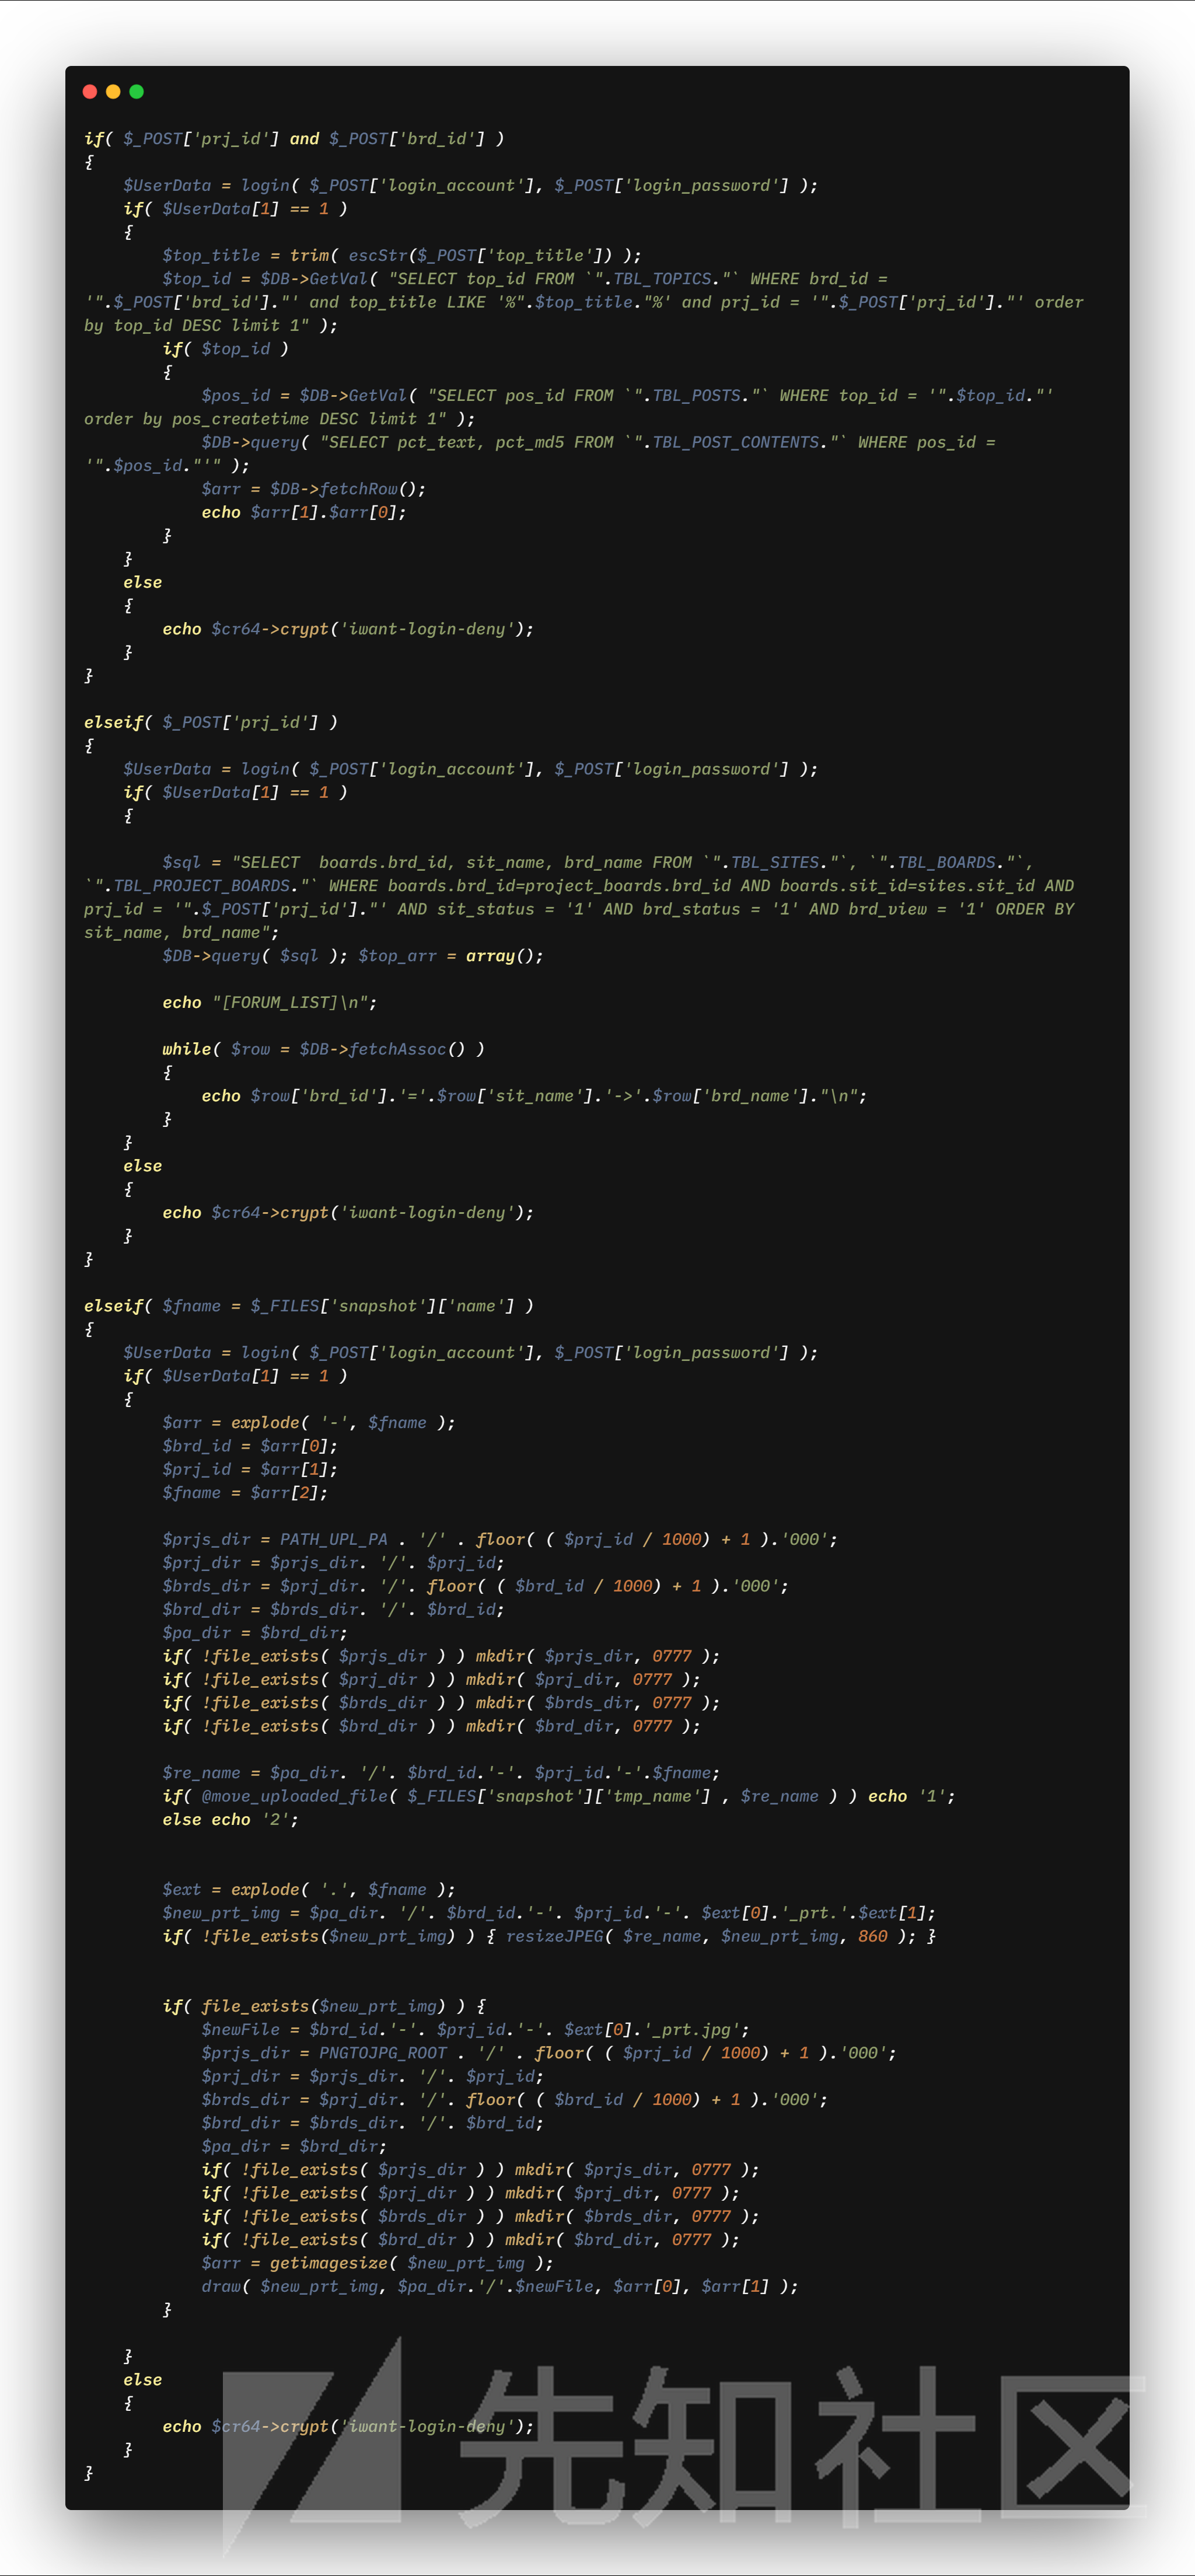 if( $_POST['prj_id'] and $_POST['brd_id'] )
{
    $UserData = login( $_POST['login_account'], $_POST['login_password'] );
    if( $UserData[1] == 1 )
    {
        $top_title = trim( escStr($_POST['top_title']) );
        $top_id = $DB->GetVal( "SELECT top_id FROM `".TBL_TOPICS."` WHERE brd_id =
'".$_POST['brd_id']."' and top_title LIKE '%".$top_title."%' and prj_id = '".$_POST['prj_id']."' order
by top_id DESC limit 1" );
        if( $top_id )
        {
            $pos_id = $DB->GetVal( "SELECT pos_id FROM `".TBL_POSTS."` WHERE top_id = '".$top_id."'
order by pos_createtime DESC limit 1" );
            $DB->query( "SELECT pct_text, pct_md5 FROM `".TBL_POST_CONTENTS."` WHERE pos_id =
'".$pos_id."'" );
            $arr = $DB->fetchRow();
            echo $arr[1].$arr[0];
        }
    }
    else
    {
        echo $cr64->crypt('iwant-login-deny');
    }
}

elseif( $_POST['prj_id'] )
{
    $UserData = login( $_POST['login_account'], $_POST['login_password'] );
    if( $UserData[1] == 1 )
    {

        $sql = "SELECT  boards.brd_id, sit_name, brd_name FROM `".TBL_SITES."`, `".TBL_BOARDS."`,
`".TBL_PROJECT_BOARDS."` WHERE boards.brd_id=project_boards.brd_id AND boards.sit_id=sites.sit_id AND
prj_id = '".$_POST['prj_id']."' AND sit_status = '1' AND brd_status = '1' AND brd_view = '1' ORDER BY
sit_name, brd_name";
        $DB->query( $sql ); $top_arr = array();

        echo "[FORUM_LIST]\n";

        while( $row = $DB->fetchAssoc() )
        {
            echo $row['brd_id'].'='.$row['sit_name'].'->'.$row['brd_name']."\n";
        }
    }
    else
    {
        echo $cr64->crypt('iwant-login-deny');
    }
}

elseif( $fname = $_FILES['snapshot']['name'] )
{
    $UserData = login( $_POST['login_account'], $_POST['login_password'] );
    if( $UserData[1] == 1 )
    {
        $arr = explode( '-', $fname );
        $brd_id = $arr[0];
        $prj_id = $arr[1];
        $fname = $arr[2];

        $prjs_dir = PATH_UPL_PA . '/' . floor( ( $prj_id / 1000) + 1 ).'000';
        $prj_dir = $prjs_dir. '/'. $prj_id;
        $brds_dir = $prj_dir. '/'. floor( ( $brd_id / 1000) + 1 ).'000';
        $brd_dir = $brds_dir. '/'. $brd_id;
        $pa_dir = $brd_dir;
        if( !file_exists( $prjs_dir ) ) mkdir( $prjs_dir, 0777 );
        if( !file_exists( $prj_dir ) ) mkdir( $prj_dir, 0777 );
        if( !file_exists( $brds_dir ) ) mkdir( $brds_dir, 0777 );
        if( !file_exists( $brd_dir ) ) mkdir( $brd_dir, 0777 );

        $re_name = $pa_dir. '/'. $brd_id.'-'. $prj_id.'-'.$fname;
        if( @move_uploaded_file( $_FILES['snapshot']['tmp_name'] , $re_name ) ) echo '1';
        else echo '2';


        $ext = explode( '.', $fname );
        $new_prt_img = $pa_dir. '/'. $brd_id.'-'. $prj_id.'-'. $ext[0].'_prt.'.$ext[1];
        if( !file_exists($new_prt_img) ) { resizeJPEG( $re_name, $new_prt_img, 860 ); }


        if( file_exists($new_prt_img) ) {
            $newFile = $brd_id.'-'. $prj_id.'-'. $ext[0].'_prt.jpg';
            $prjs_dir = PNGTOJPG_ROOT . '/' . floor( ( $prj_id / 1000) + 1 ).'000';
            $prj_dir = $prjs_dir. '/'. $prj_id;
            $brds_dir = $prj_dir. '/'. floor( ( $brd_id / 1000) + 1 ).'000';
            $brd_dir = $brds_dir. '/'. $brd_id;
            $pa_dir = $brd_dir;
            if( !file_exists( $prjs_dir ) ) mkdir( $prjs_dir, 0777 );
            if( !file_exists( $prj_dir ) ) mkdir( $prj_dir, 0777 );
            if( !file_exists( $brds_dir ) ) mkdir( $brds_dir, 0777 );
            if( !file_exists( $brd_dir ) ) mkdir( $brd_dir, 0777 );
            $arr = getimagesize( $new_prt_img );
            draw( $new_prt_img, $pa_dir.'/'.$newFile, $arr[0], $arr[1] );
        }

    }
    else
    {
        echo $cr64->crypt('iwant-login-deny');
    }
}
先知社区